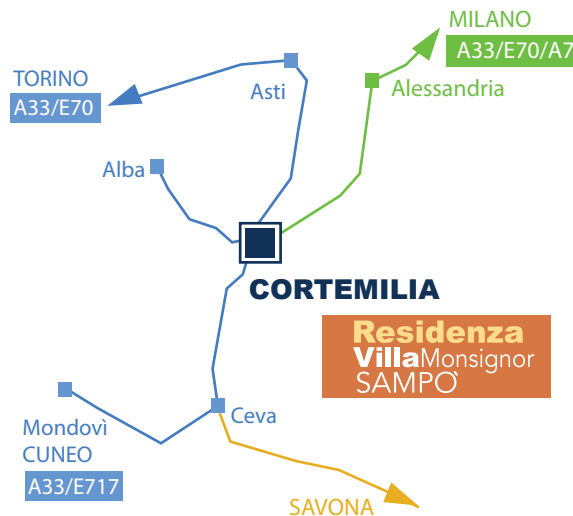 MILANO
A33/E70/A7
TORINO
A33/E70
Asti
Alessandria
Alba
CORTEMILIA
Residenza
VillaMonsignor
SAMPÒ
Ceva
Mondovì
CUNEO
A33/E717
SAVONA